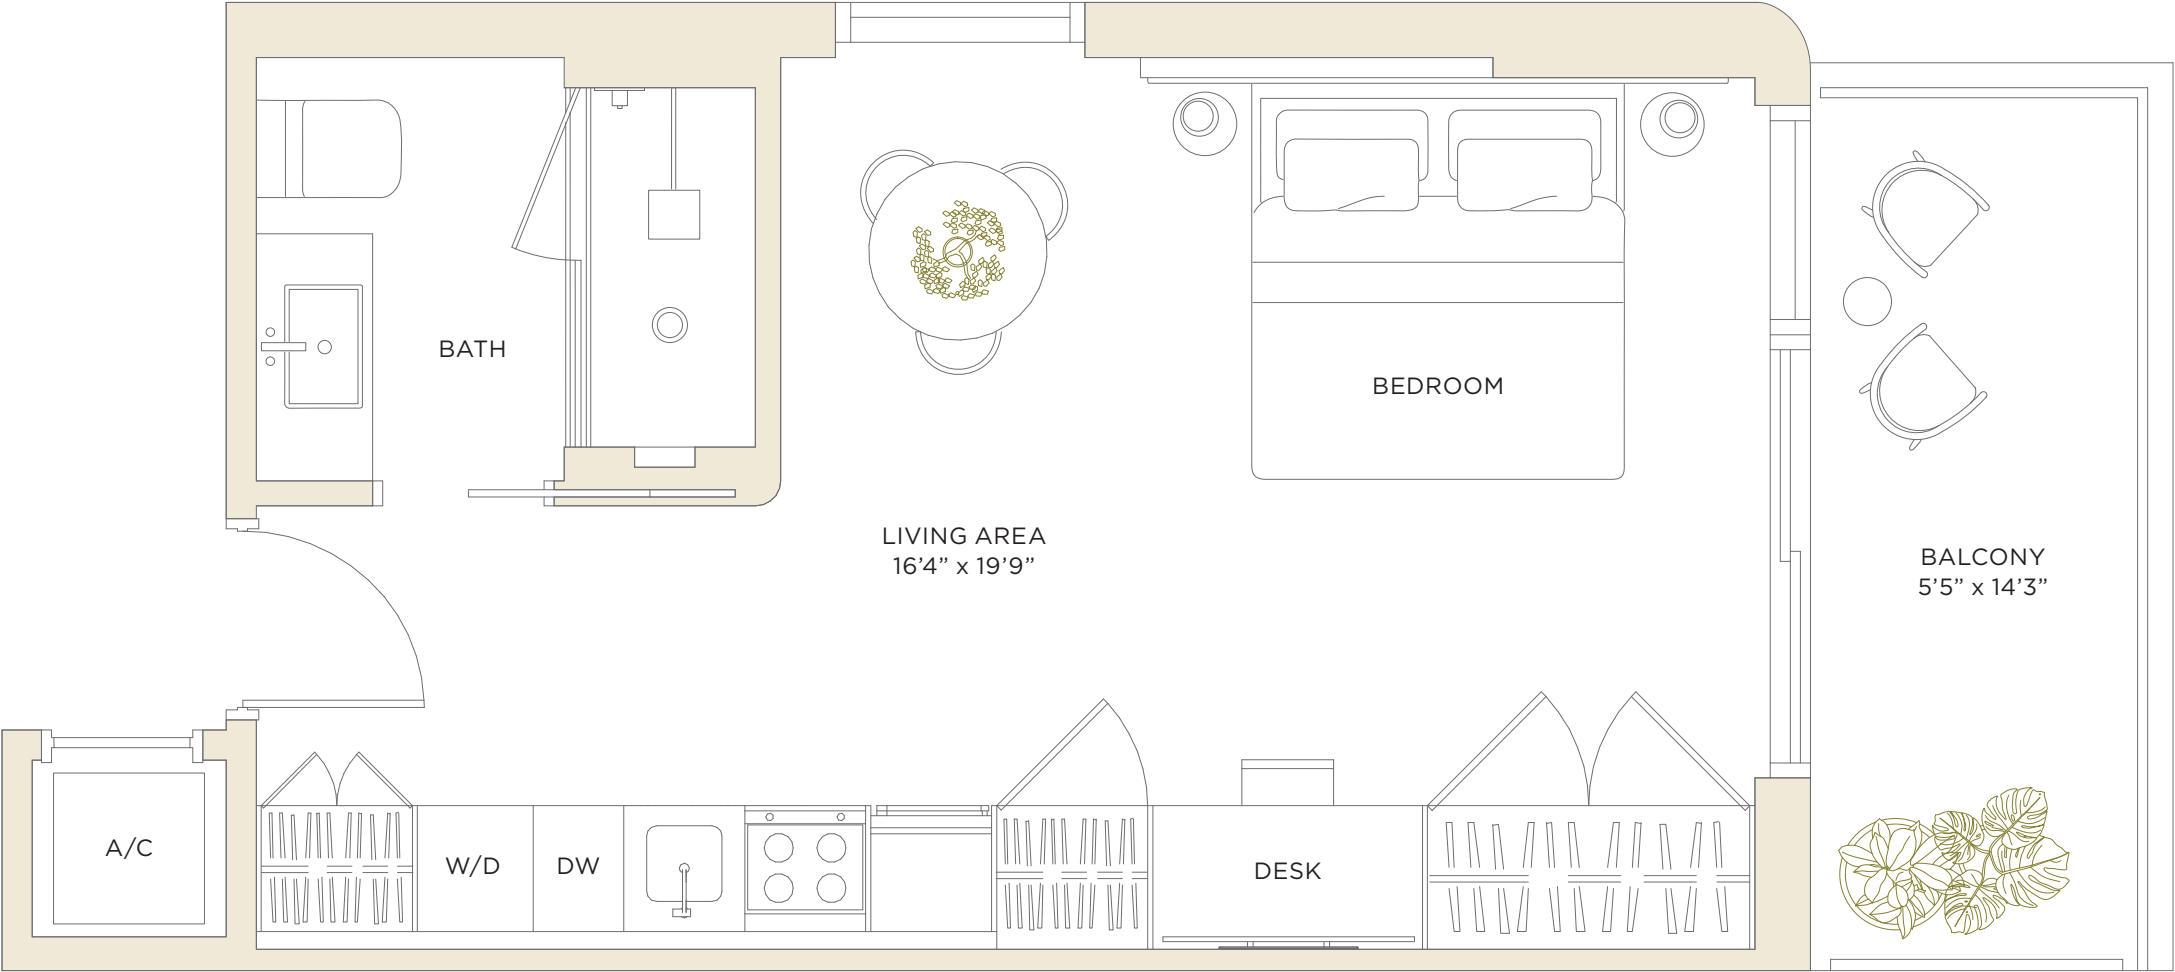 BATH
BEDROOM
LIVING AREA
16’4” x 19’9”
BALCONY
5’5” x 14’3”
A/C
W/D
DW
DESK